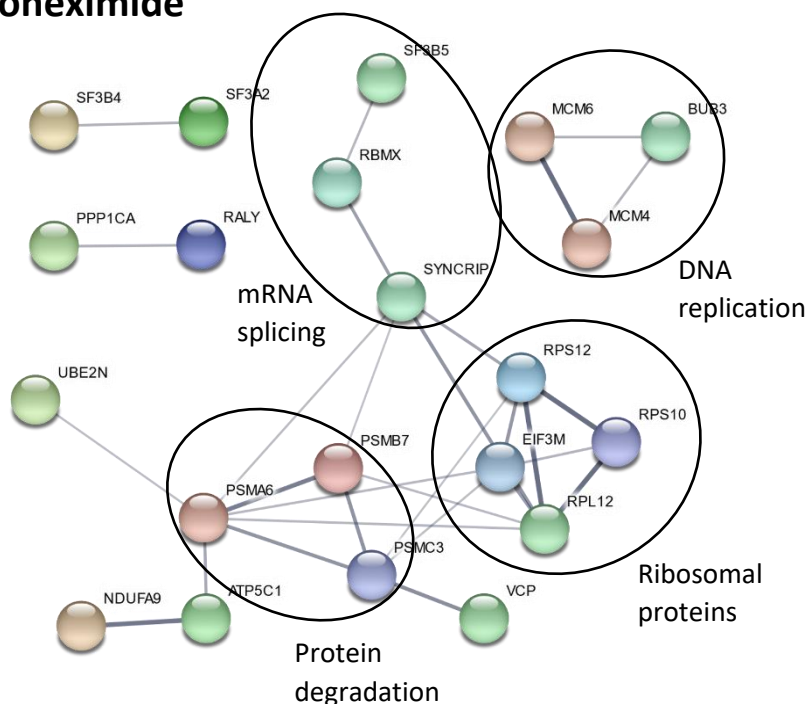 SF3B5
SF3B4
SF3A2
MCM6
BUB3
RBMX
PPP1CA
RALY
MCM4
SYNCRIP
DNA
replication
mRNA
splicing
RPS12
UBE2N
RPS10
PSMB7
EIF3M
PSMA6
RPL12
PSMC3
NDUFA9
ATP5C1
VCP
Ribosomal
proteins
Protein
degradation